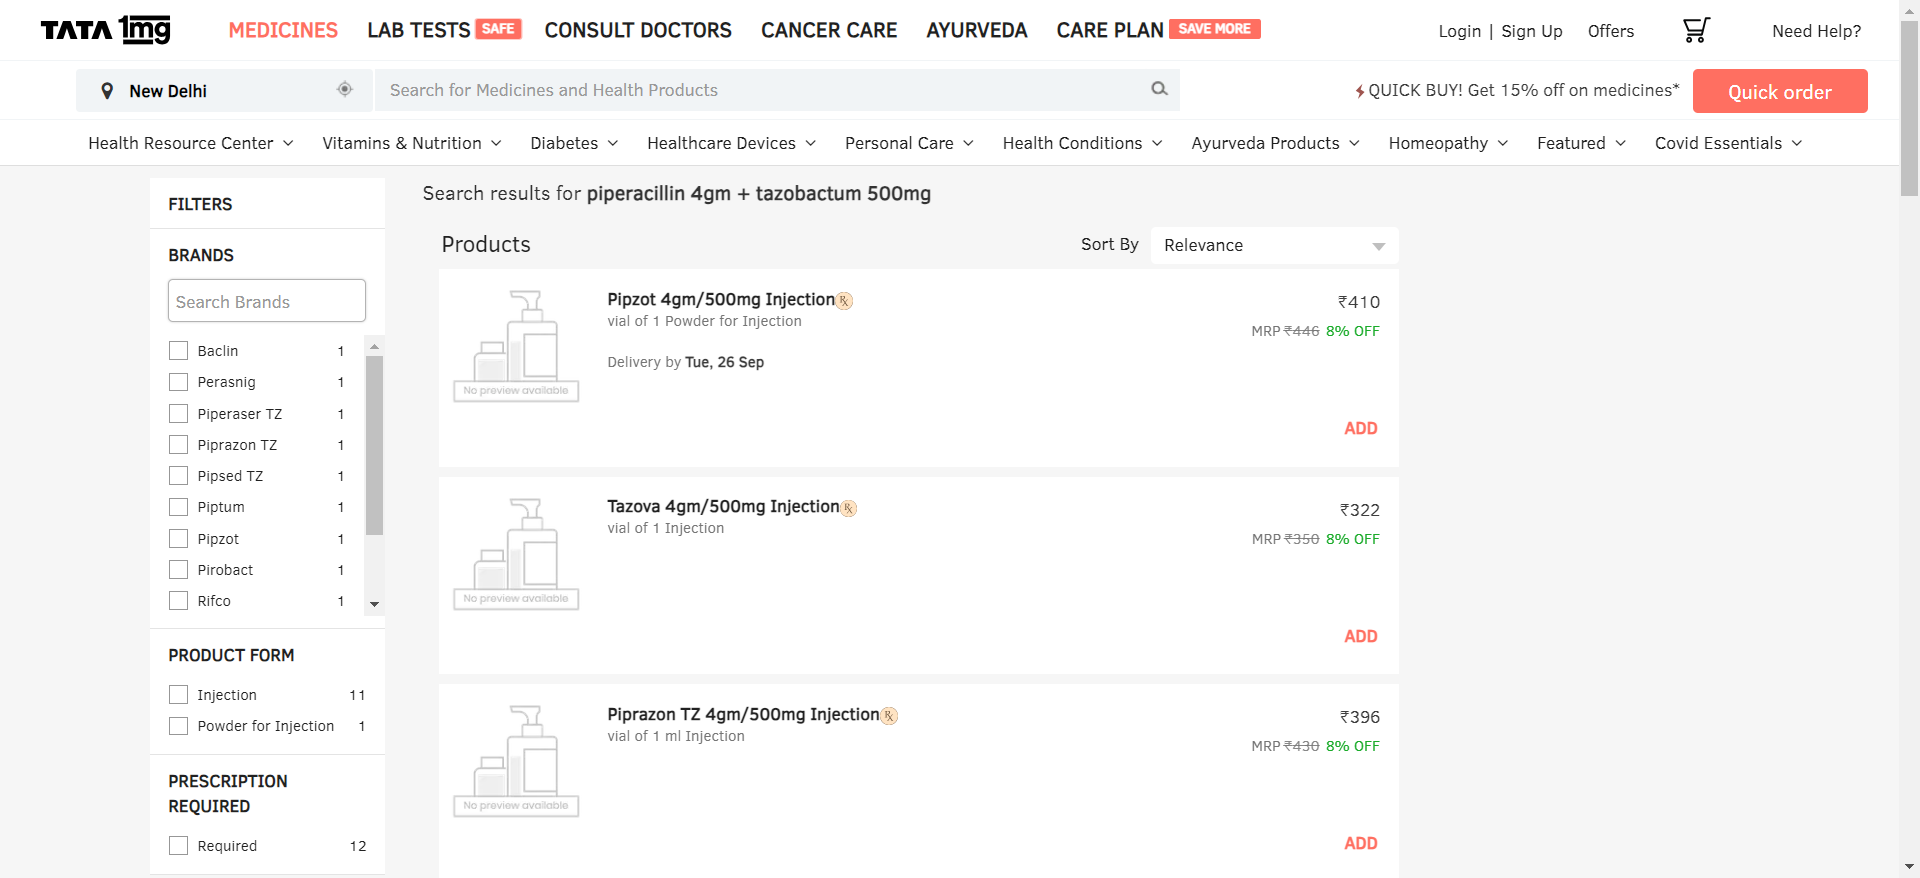 TATA 1mg
MEDICINES LAB TESTS SAFE CONSULT DOCTORS CANCER CARE AYURVEDA CARE PLAN SAVE MORE
Login | Sign Up Offers Need Help?
New Delhi
Search for Medicines and Health Products
QUICK BUY! Get 15% off on medicines*
Quick order
Health Resource Center Vitamins & Nutrition Diabetes Healthcare Devices Personal Care Health Conditions Ayurveda Products Homeopathy Featured Covid Essentials
FILTERS
BRANDS
Search Brands
Baclin 1
Perasnig 1
Piperaser TZ 1
Piprazon TZ 1
Pipsed TZ 1
Piptum 1
Pipzot 1
Pirobact 1
Rifco 1
PRODUCT FORM
Injection 11
Powder for Injection 1
PRESCRIPTION
REQUIRED
Required 12
Search results for piperacillin 4gm + tazobactum 500mg
Products
Sort By Relevance
No preview available
Pipzot 4gm/500mg Injection ℞
vial of 1 Powder for Injection
Delivery by Tue, 26 Sep
₹410
MRP ₹446 8% OFF
ADD
No preview available
Tazova 4gm/500mg Injection ℞
vial of 1 Injection
₹322
MRP ₹350 8% OFF
ADD
No preview available
Piprazon TZ 4gm/500mg Injection ℞
vial of 1 ml Injection
₹396
MRP ₹430 8% OFF
ADD